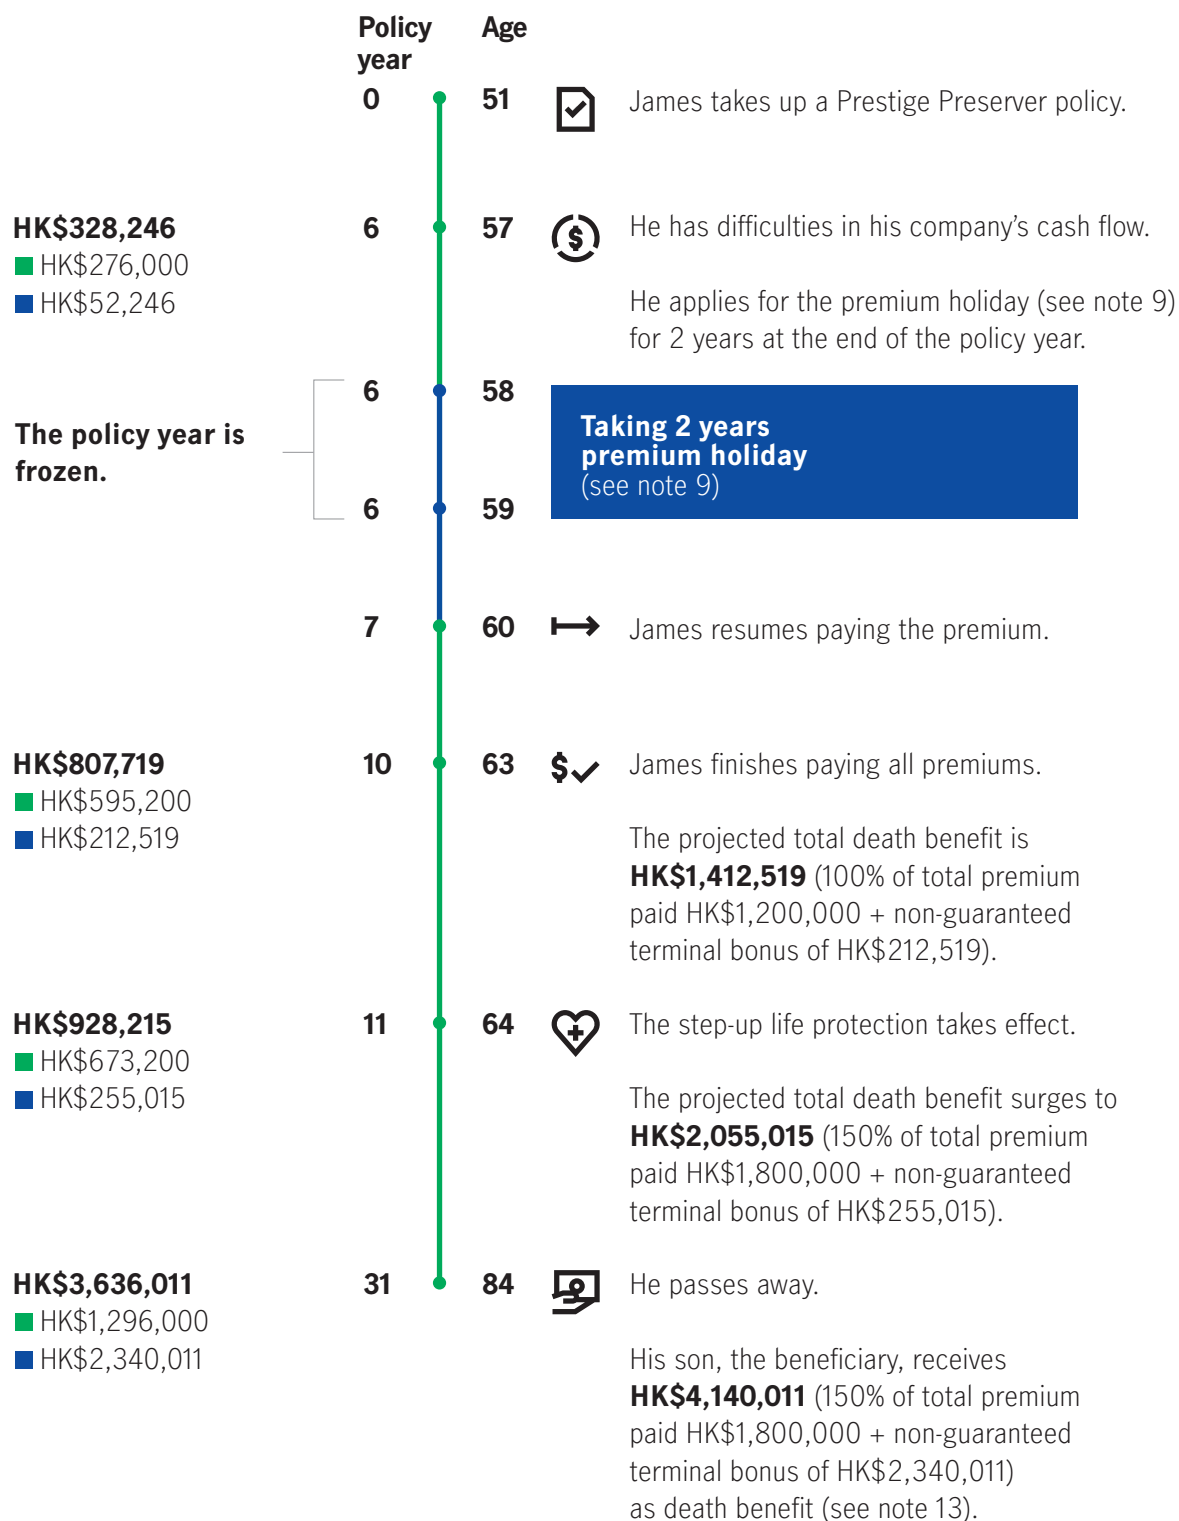 Policy year Age
0 51 James takes up a Prestige Preserver policy.
HK$328,246 6 57 He has difficulties in his company’s cash flow.
HK$276,000
HK$52,246
He applies for the premium holiday (see note 9)
for 2 years at the end of the policy year.
6 58
The policy year is
frozen.
Taking 2 years
premium holiday
(see note 9)
6 59
7 60 James resumes paying the premium.
HK$807,719 10 63 James finishes paying all premiums.
HK$595,200
HK$212,519
The projected total death benefit is
HK$1,412,519 (100% of total premium
paid HK$1,200,000 + non-guaranteed
terminal bonus of HK$212,519).
HK$928,215 11 64 The step-up life protection takes effect.
HK$673,200
HK$255,015
The projected total death benefit surges to
HK$2,055,015 (150% of total premium
paid HK$1,800,000 + non-guaranteed
terminal bonus of HK$255,015).
HK$3,636,011 31 84 He passes away.
HK$1,296,000
HK$2,340,011
His son, the beneficiary, receives
HK$4,140,011 (150% of total premium
paid HK$1,800,000 + non-guaranteed
terminal bonus of HK$2,340,011)
as death benefit (see note 13).